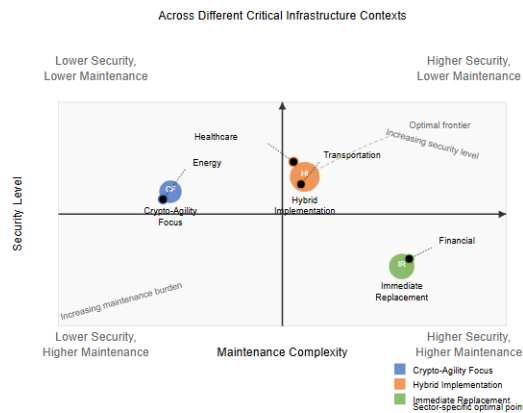 Across Different Critical Infrastructure Contexts
Lower Security,
Lower Maintenance
Higher Security,
Lower Maintenance
Optimal frontier
Increasing security level
Healthcare
Transportation
Energy
HI
CF
Hybrid
Implementation
Crypto-Agility
Focus
Security Level
Financial
IR
Immediate
Replacement
Increasing maintenance burden
Lower Security,
Higher Maintenance
Maintenance Complexity
Higher Security,
Higher Maintenance
Crypto-Agility Focus
Hybrid Implementation
Immediate Replacement
Sector-specific optimal point